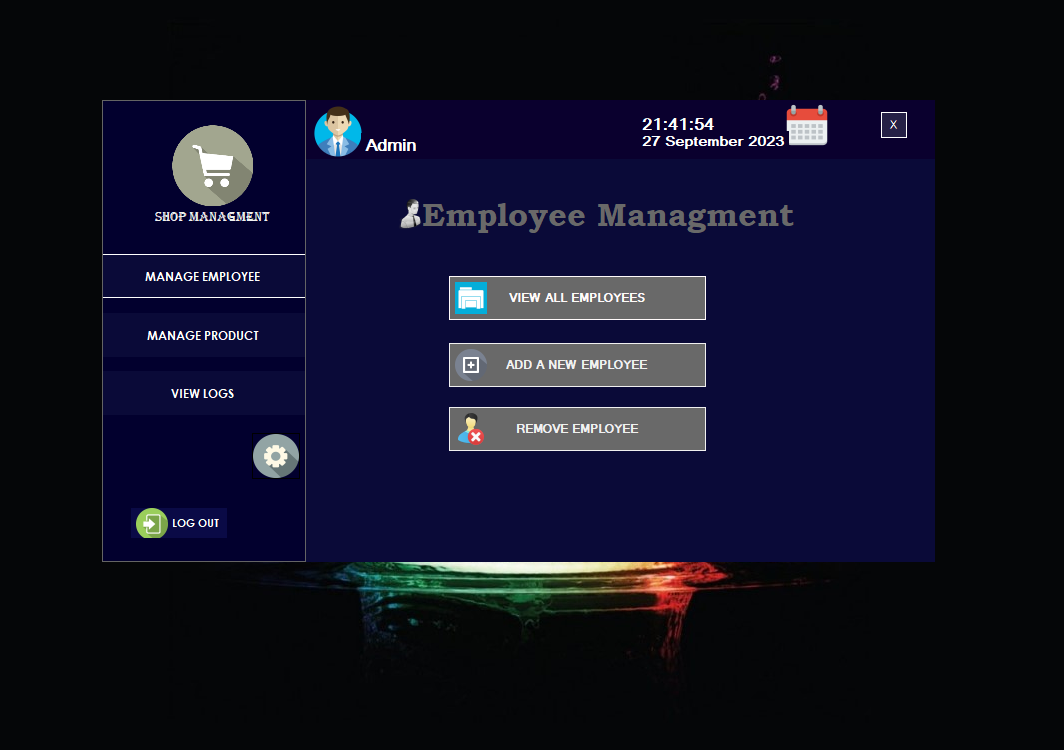 SHOP MANAGMENT
MANAGE EMPLOYEE
MANAGE PRODUCT
VIEW LOGS
LOG OUT
Admin
21:41:54
27 September 2023
X
Employee Managment
VIEW ALL EMPLOYEES
ADD A NEW EMPLOYEE
REMOVE EMPLOYEE